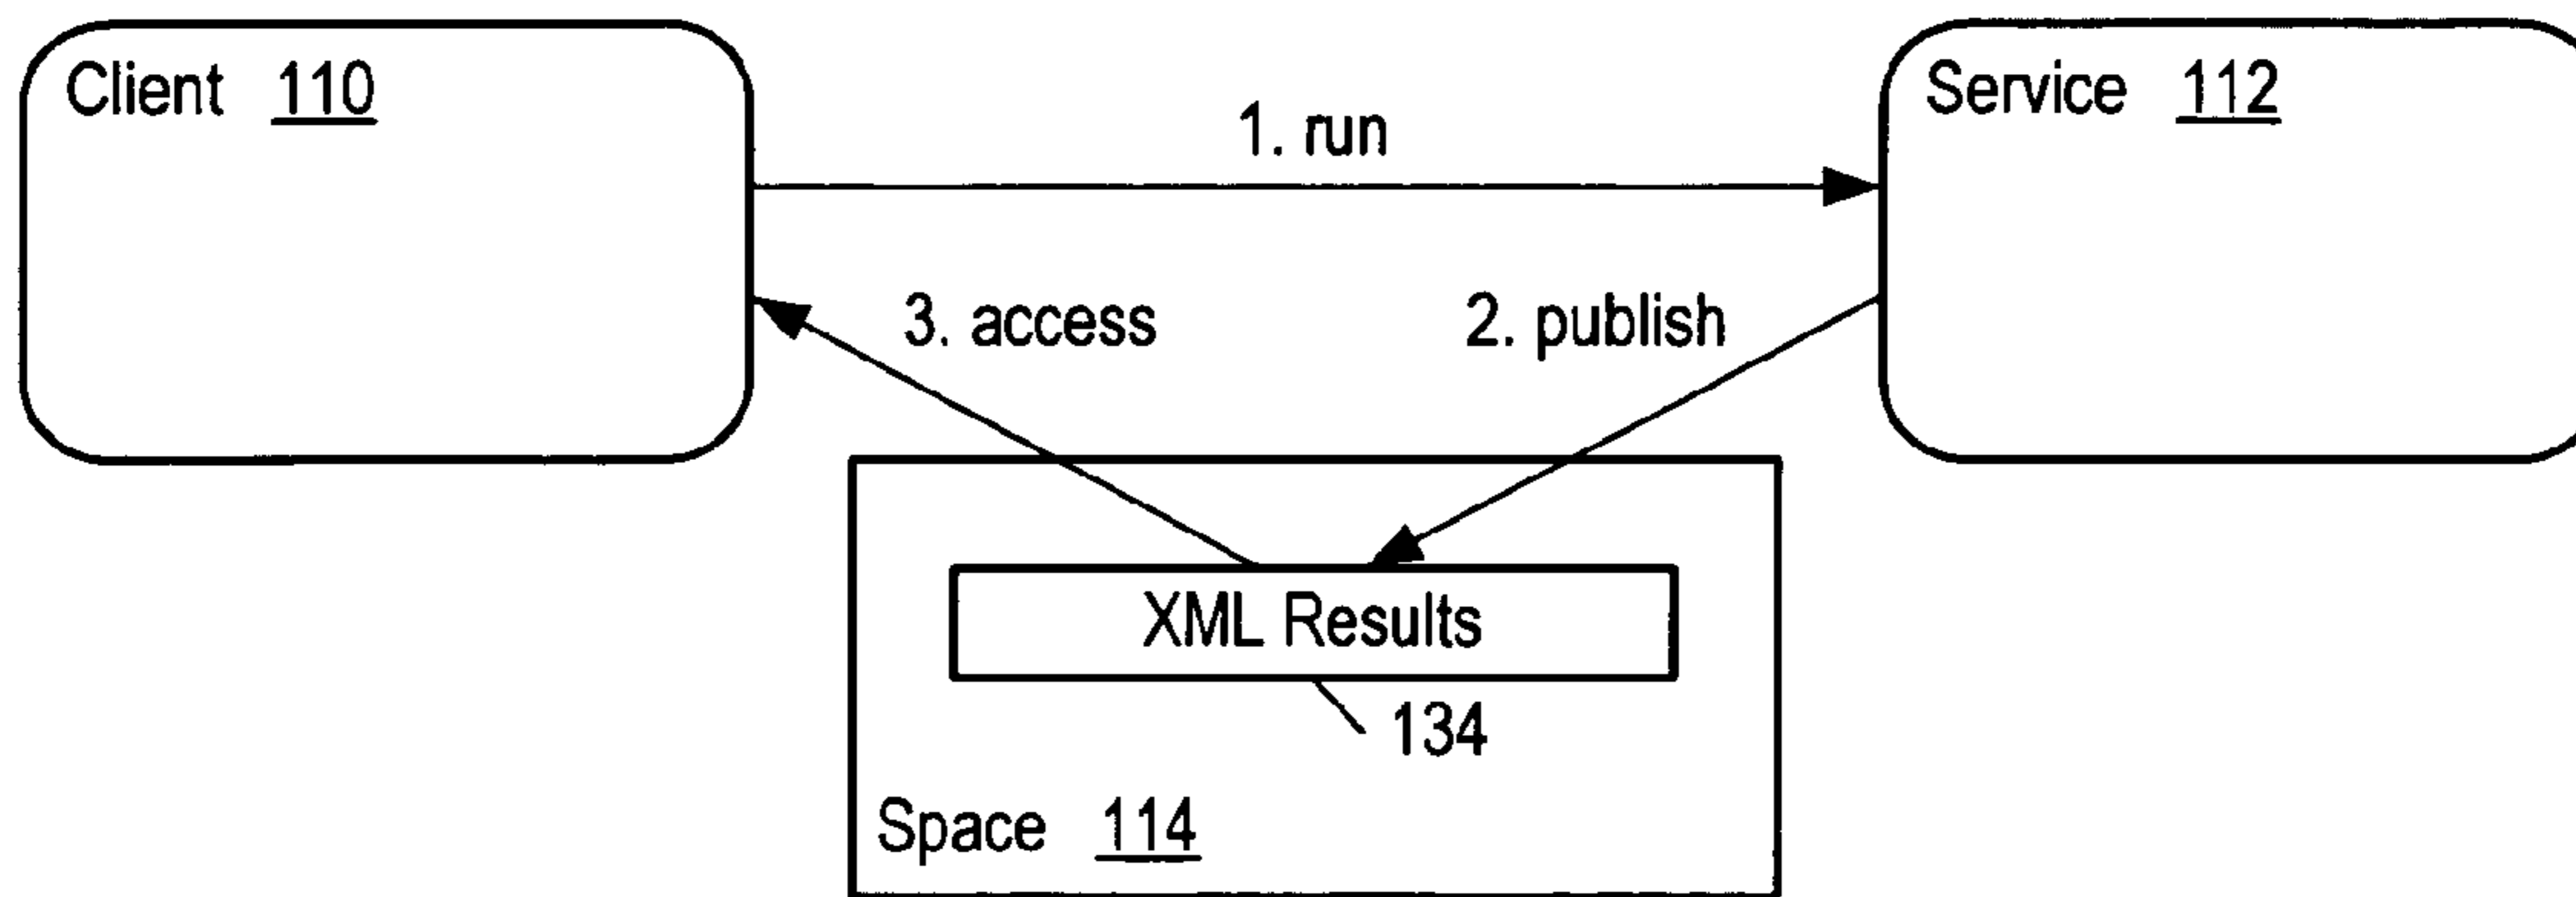 Client 110
Service 112
1. run
3. access
2. publish
XML Results
134
Space 114